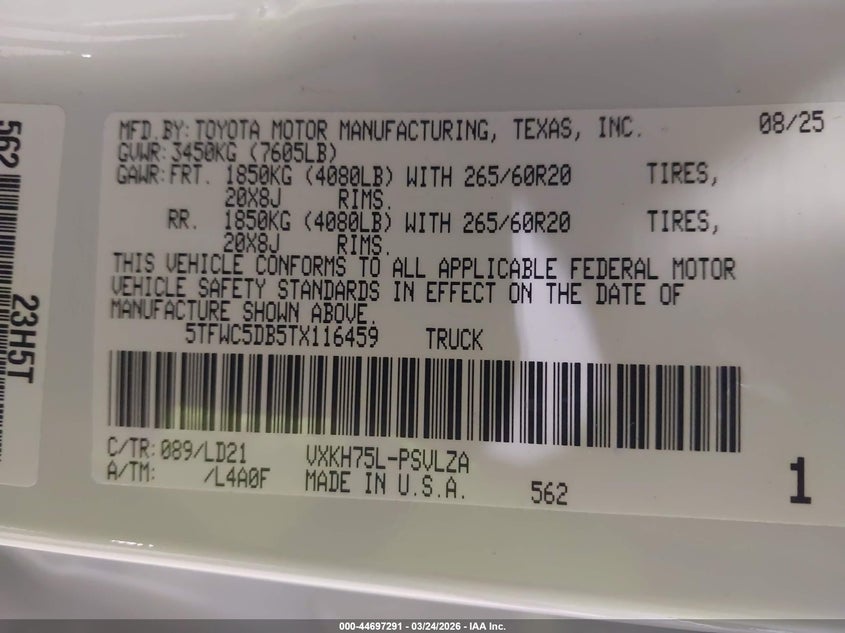 562
23H5T
MFD.BY: TOYOTA MOTOR MANUFACTURING, TEXAS, INC. 08/25
GVWR: 3450KG (7605LB)
GAWR: FRT. 1850KG (4080LB) WITH 265/60R20 TIRES,
20X8J RIMS.
RR. 1850KG (4080LB) WITH 265/60R20 TIRES,
20X8J RIMS.
THIS VEHICLE CONFORMS TO ALL APPLICABLE FEDERAL MOTOR
VEHICLE SAFETY STANDARDS IN EFFECT ON THE DATE OF
MANUFACTURE SHOWN ABOVE.
5TFWC5DB5TX116459 TRUCK
C/TR: 089/LD21 VXKH75L-PSVLZA
A/TM: /L4A0F MADE IN U.S.A. 562 1
000-44697291 - 03/24/2026 - IAA Inc.